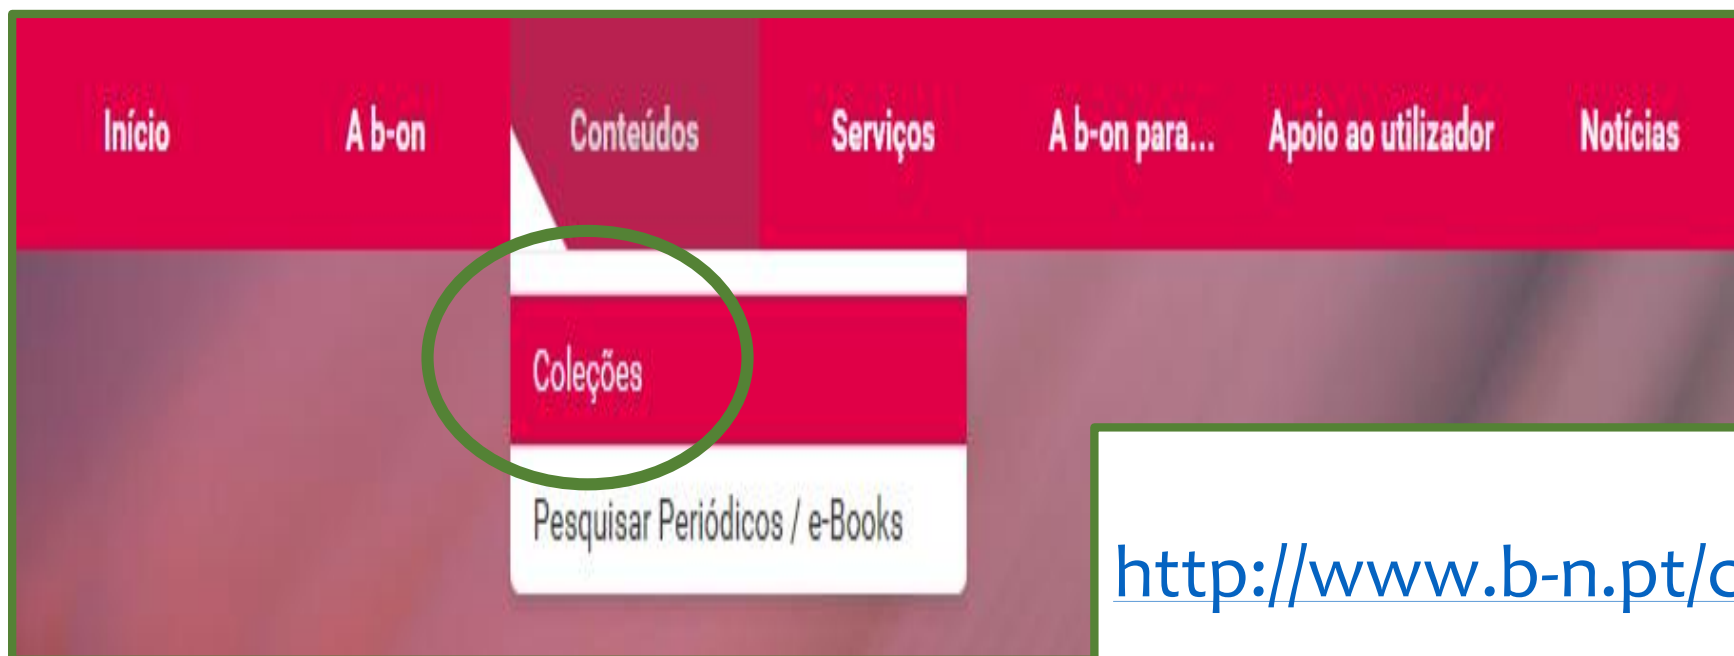 Início A b-on Conteúdos Serviços A b-on para... Apoio ao utilizador Notícias
Coleções
Pesquisar Periódicos / e-Books
http://www.b-n.pt/c